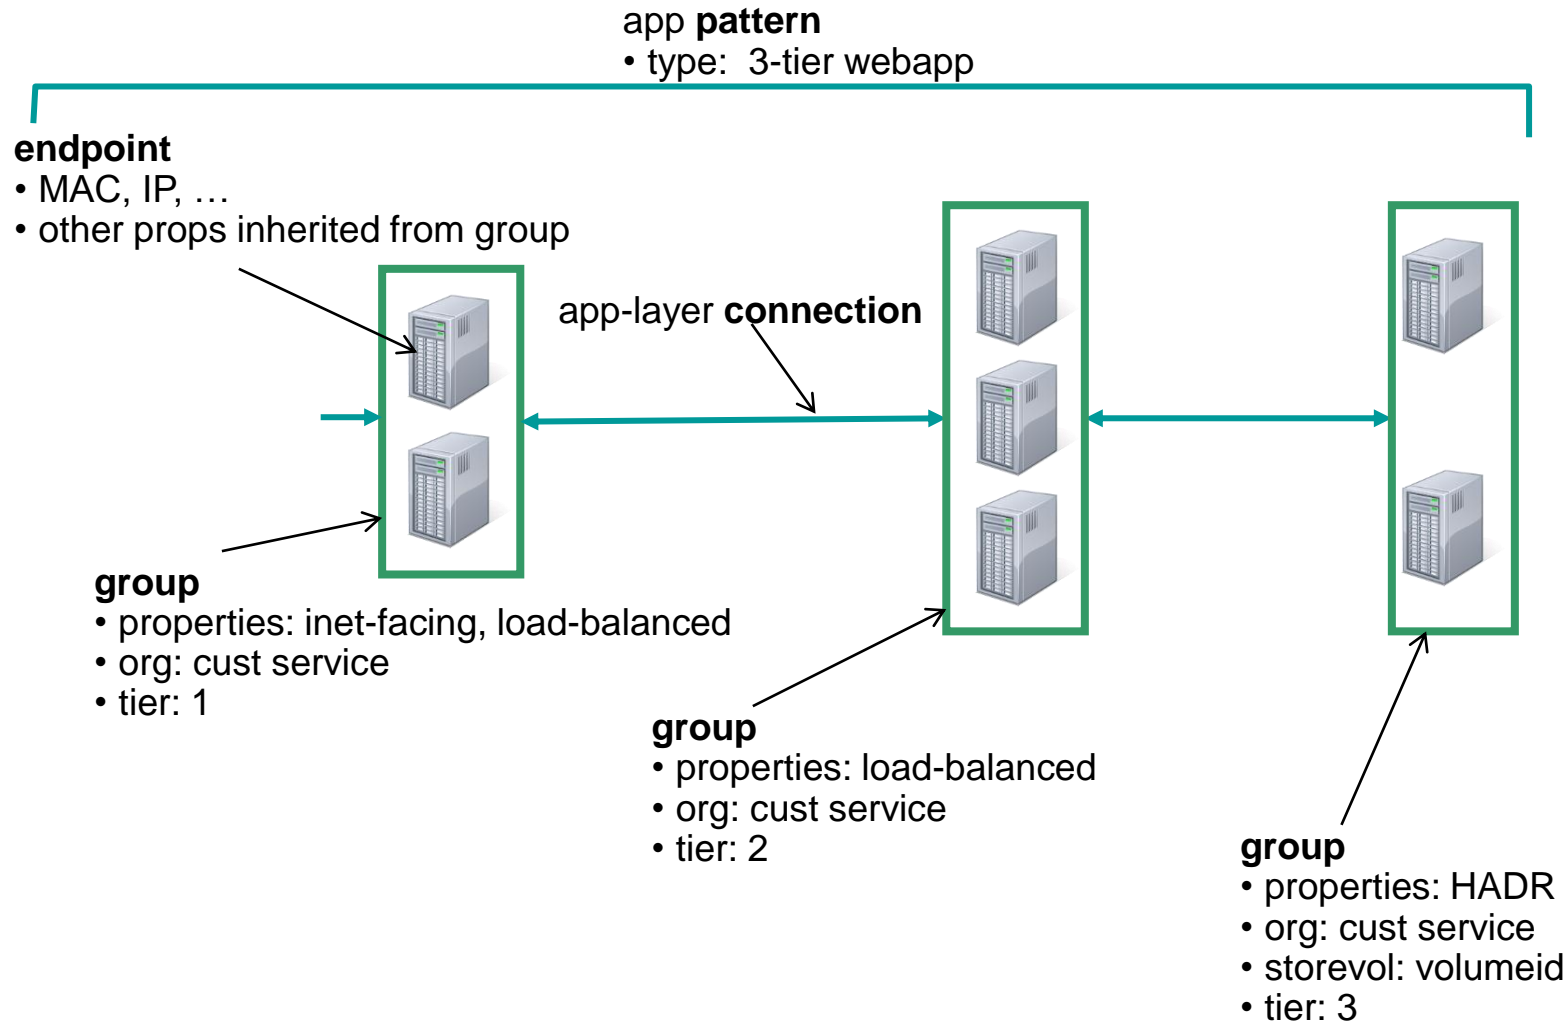 app pattern
• type: 3-tier webapp
endpoint
• MAC, IP, …
• other props inherited from group
app-layer connection
group
• properties: inet-facing, load-balanced
• org: cust service
• tier: 1
group
• properties: load-balanced
• org: cust service
• tier: 2
group
• properties: HADR
• org: cust service
• storevol: volumeid
• tier: 3